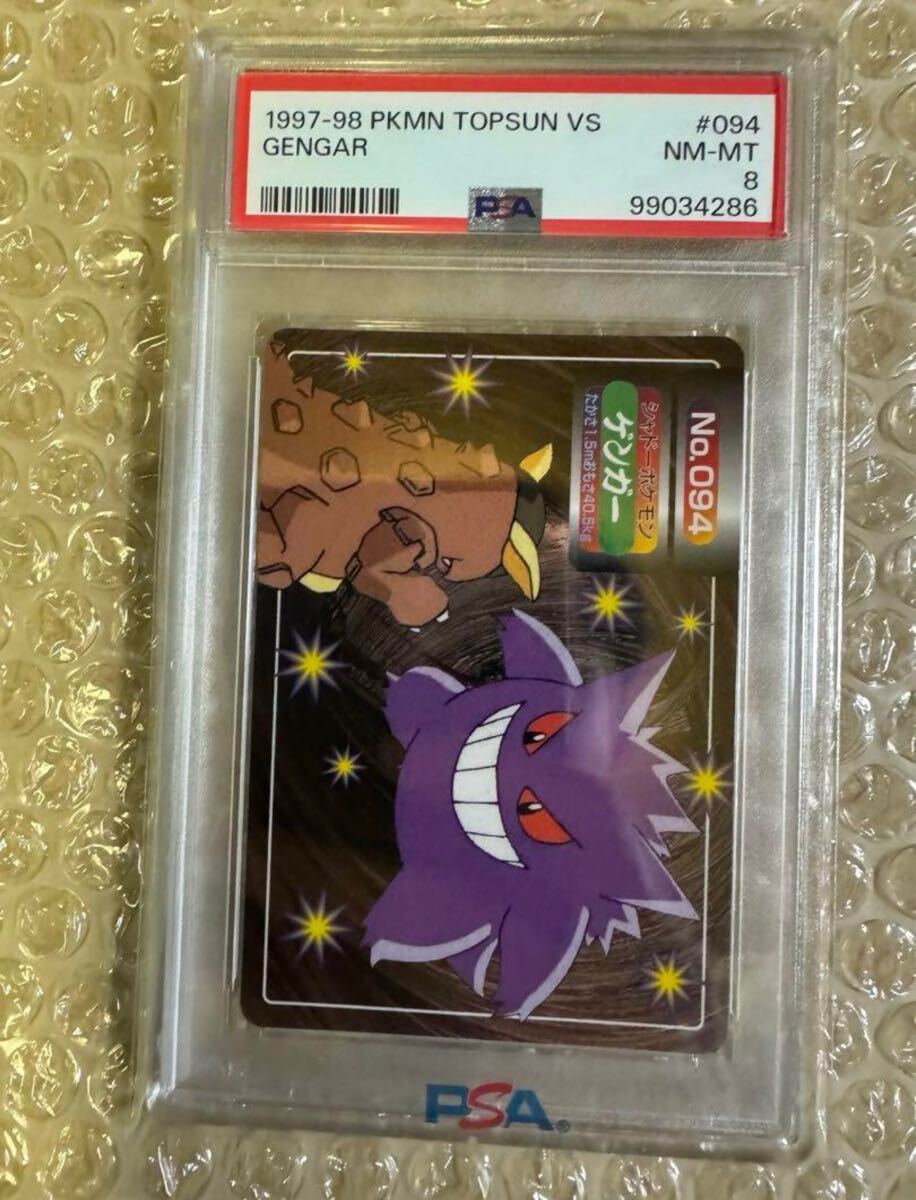 1997-98 PKMN TOPSUN VS #094
GENGAR NM-MT
8
PSA 99034286
No.094
シャドーポケモン
ゲンガー
たかさ1.5mおもさ40.5kg
PSA®